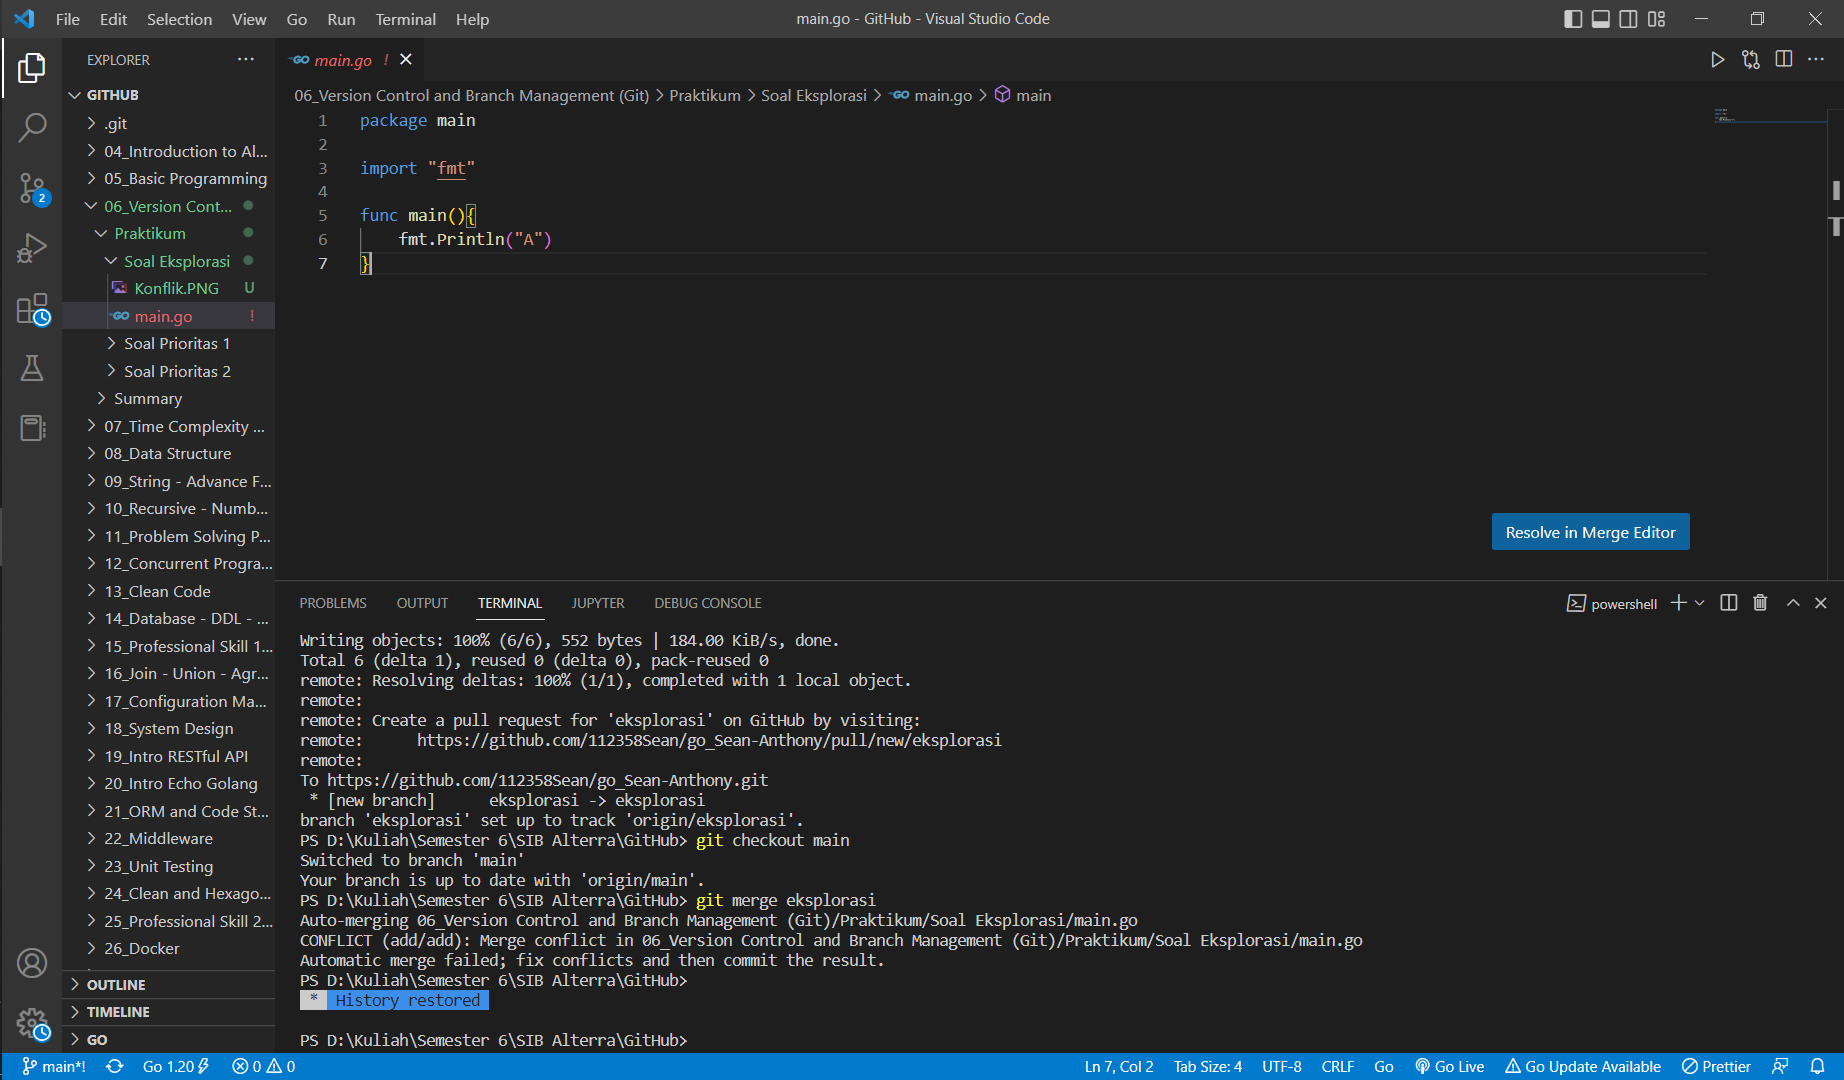 File Edit Selection View Go Run Terminal Help
main.go - GitHub - Visual Studio Code
EXPLORER
GITHUB
.git
04_Introduction to Al...
05_Basic Programming
06_Version Cont...
Praktikum
Soal Eksplorasi
Konflik.PNG U
GO main.go !
Soal Prioritas 1
Soal Prioritas 2
Summary
07_Time Complexity ...
08_Data Structure
09_String - Advance F...
10_Recursive - Numb...
11_Problem Solving P...
12_Concurrent Progra...
13_Clean Code
14_Database - DDL - ...
15_Professional Skill 1...
16_Join - Union - Agr...
17_Configuration Ma...
18_System Design
19_Intro RESTful API
20_Intro Echo Golang
21_ORM and Code St...
22_Middleware
23_Unit Testing
24_Clean and Hexago...
25_Professional Skill 2...
26_Docker
OUTLINE
TIMELINE
GO
2
GO main.go !
06_Version Control and Branch Management (Git) > Praktikum > Soal Eksplorasi > GO main.go > main
1 package main
2
3 import "fmt"
4
5 func main(){
6 fmt.Println("A")
7 }
Resolve in Merge Editor
PROBLEMS OUTPUT TERMINAL JUPYTER DEBUG CONSOLE
powershell
Writing objects: 100% (6/6), 552 bytes | 184.00 KiB/s, done.
Total 6 (delta 1), reused 0 (delta 0), pack-reused 0
remote: Resolving deltas: 100% (1/1), completed with 1 local object.
remote:
remote: Create a pull request for 'eksplorasi' on GitHub by visiting:
remote:      https://github.com/112358Sean/go_Sean-Anthony/pull/new/eksplorasi
remote:
To https://github.com/112358Sean/go_Sean-Anthony.git
 * [new branch]      eksplorasi -> eksplorasi
branch 'eksplorasi' set up to track 'origin/eksplorasi'.
PS D:\Kuliah\Semester 6\SIB Alterra\GitHub> git checkout main
Switched to branch 'main'
Your branch is up to date with 'origin/main'.
PS D:\Kuliah\Semester 6\SIB Alterra\GitHub> git merge eksplorasi
Auto-merging 06_Version Control and Branch Management (Git)/Praktikum/Soal Eksplorasi/main.go
CONFLICT (add/add): Merge conflict in 06_Version Control and Branch Management (Git)/Praktikum/Soal Eksplorasi/main.go
Automatic merge failed; fix conflicts and then commit the result.
PS D:\Kuliah\Semester 6\SIB Alterra\GitHub>
 * History restored
PS D:\Kuliah\Semester 6\SIB Alterra\GitHub>
main*! Go 1.20 0 0
Ln 7, Col 2 Tab Size: 4 UTF-8 CRLF Go Go Live Go Update Available Prettier